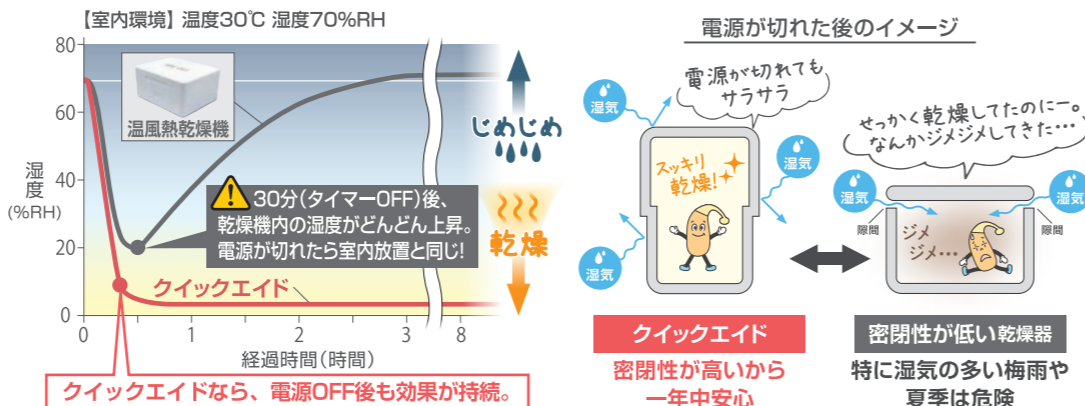 【室内環境】 温度30℃ 湿度70%RH
80
60
40
20
0
湿度
(%RH)
温風熱乾燥機
じめじめ
乾燥
30分(タイマーOFF)後、
乾燥機内の湿度がどんどん上昇。
電源が切れたら室内放置と同じ!
クイックエイド
0
1
2
3
8
経過時間(時間)
クイックエイドなら、電源OFF後も効果が持続。
電源が切れた後のイメージ
電源が切れても
サラサラ
湿気
湿気
湿気
スッキリ
乾燥!
クイックエイド
密閉性が高いから
一年中安心
せっかく乾燥してたのにー。
なんかジメジメしてきた…
湿気
湿気
隙間
隙間
ジメ
ジメ…
密閉性が低い乾燥器
特に湿気の多い梅雨や
夏季は危険